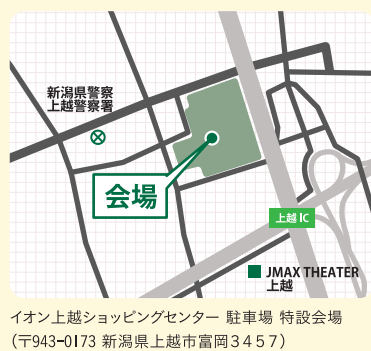 新潟県警察
上越警察署
会場
上越IC
JMAX THEATER
上越
イオン上越ショッピングセンター 駐車場 特設会場
(〒943-0173 新潟県上越市富岡3457)